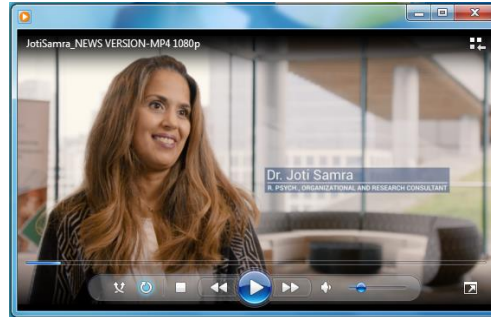 JotiSamra_NEWS VERSION-MP4 1080p
Dr. Joti Samra
R. PSYCH., ORGANIZATIONAL AND RESEARCH CONSULTANT